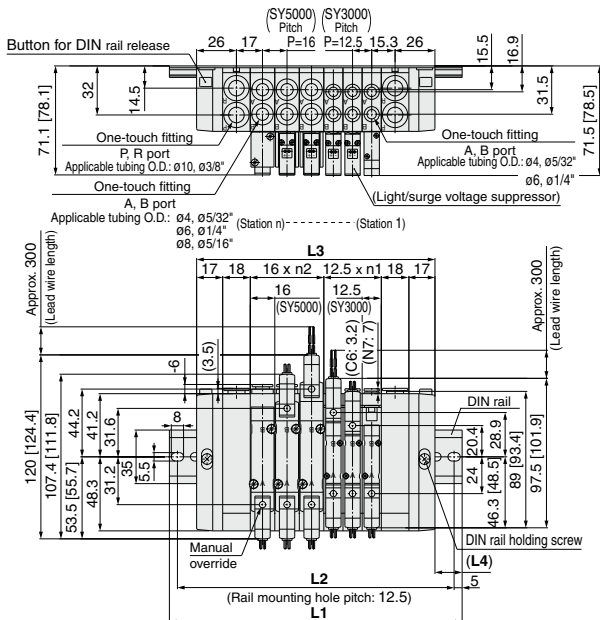 (SY5000) (SY3000)
Pitch Pitch
26 17 P=16 P=12.5 15.3 26
Button for DIN rail release
15.5
16.9
71.1 [78.1]
32
14.5
31.5
71.5 [78.5]
One-touch fitting
P, R port
Applicable tubing O.D.: ø10, ø3/8"
One-touch fitting
A, B port
Applicable tubing O.D.: ø4, ø5/32"
ø6, ø1/4"
One-touch fitting
A, B port
Applicable tubing O.D.: ø4, ø5/32"
ø6, ø1/4"
ø8, ø5/16"
(Light/surge voltage suppressor)
(Station n) (Station 1)
L3
17 18 16 x n2 12.5 x n1 18 17
16 12.5
(SY5000) (SY3000)
Approx. 300
(Lead wire length)
Approx. 300
(Lead wire length)
-6
(3.5)
(C6: 3.2)
(N7: 7)
DIN rail
8
120 [124.4]
107.4 [111.8]
53.5 [55.7]
44.2
41.2
31.6
48.3
35
5.5
31.2
20.4
28.9
24
46.3 [48.5]
89 [93.4]
97.5 [101.9]
Manual
override
DIN rail holding screw
(L4)
L2
5
(Rail mounting hole pitch: 12.5)
L1